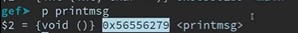 gef> p printmsg
$2 = {void ()} 0x56556279 <printmsg>